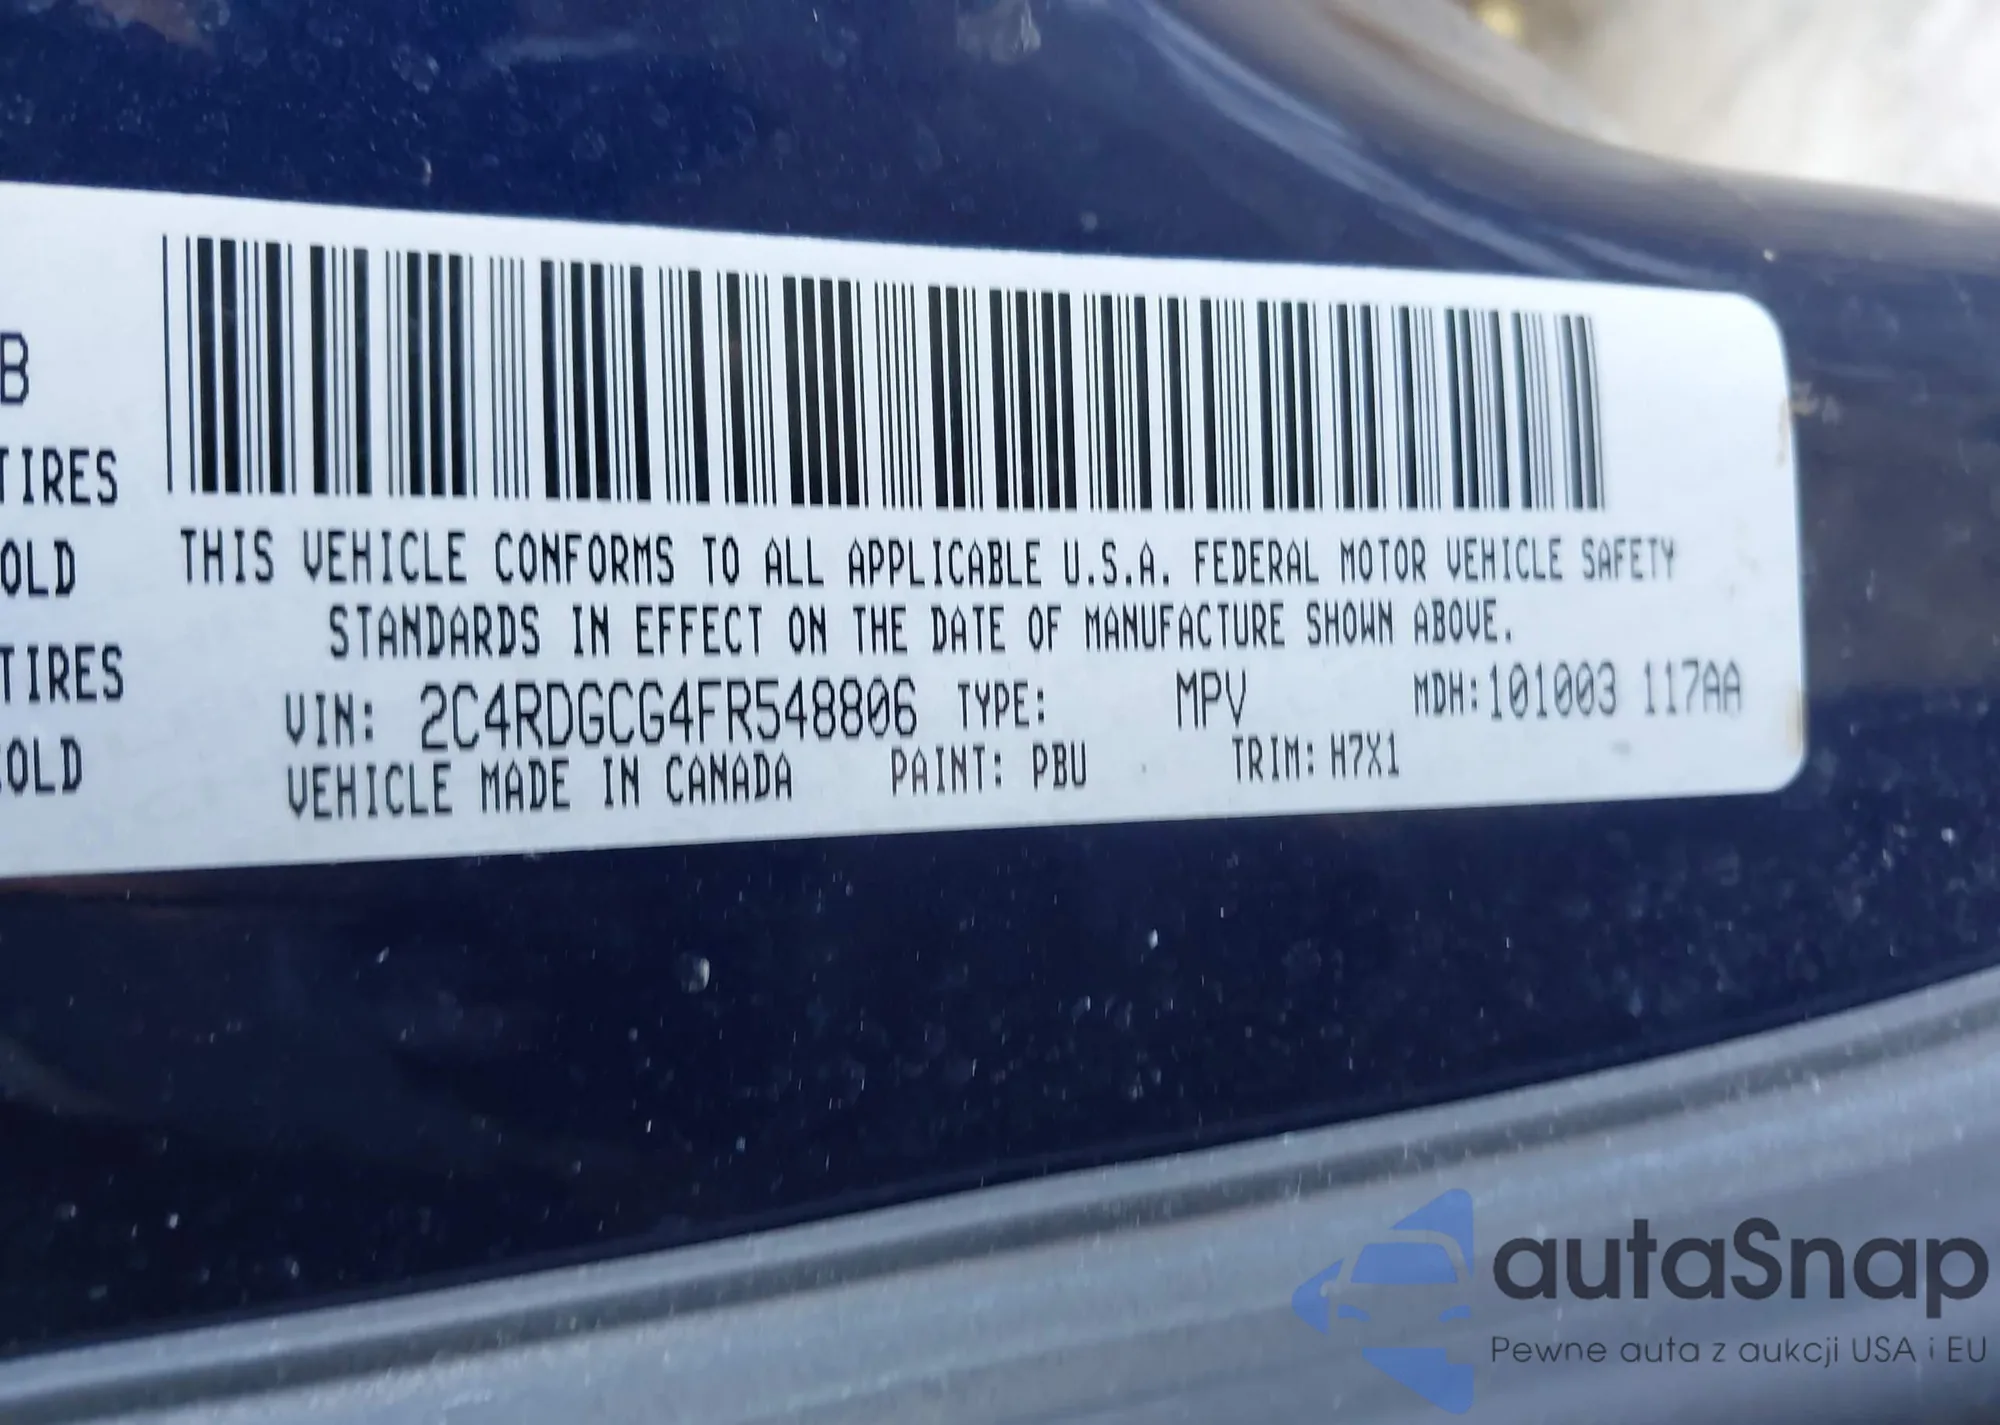 B
TIRES
OLD
TIRES
COLD
THIS VEHICLE CONFORMS TO ALL APPLICABLE U.S.A. FEDERAL MOTOR VEHICLE SAFETY
STANDARDS IN EFFECT ON THE DATE OF MANUFACTURE SHOWN ABOVE.
VIN: 2C4RDGCG4FR548806 TYPE: MPV MDH:101003 117AA
VEHICLE MADE IN CANADA PAINT: PBU TRIM: H7X1
autaSnap
Pewne auta z aukcji USA i EU